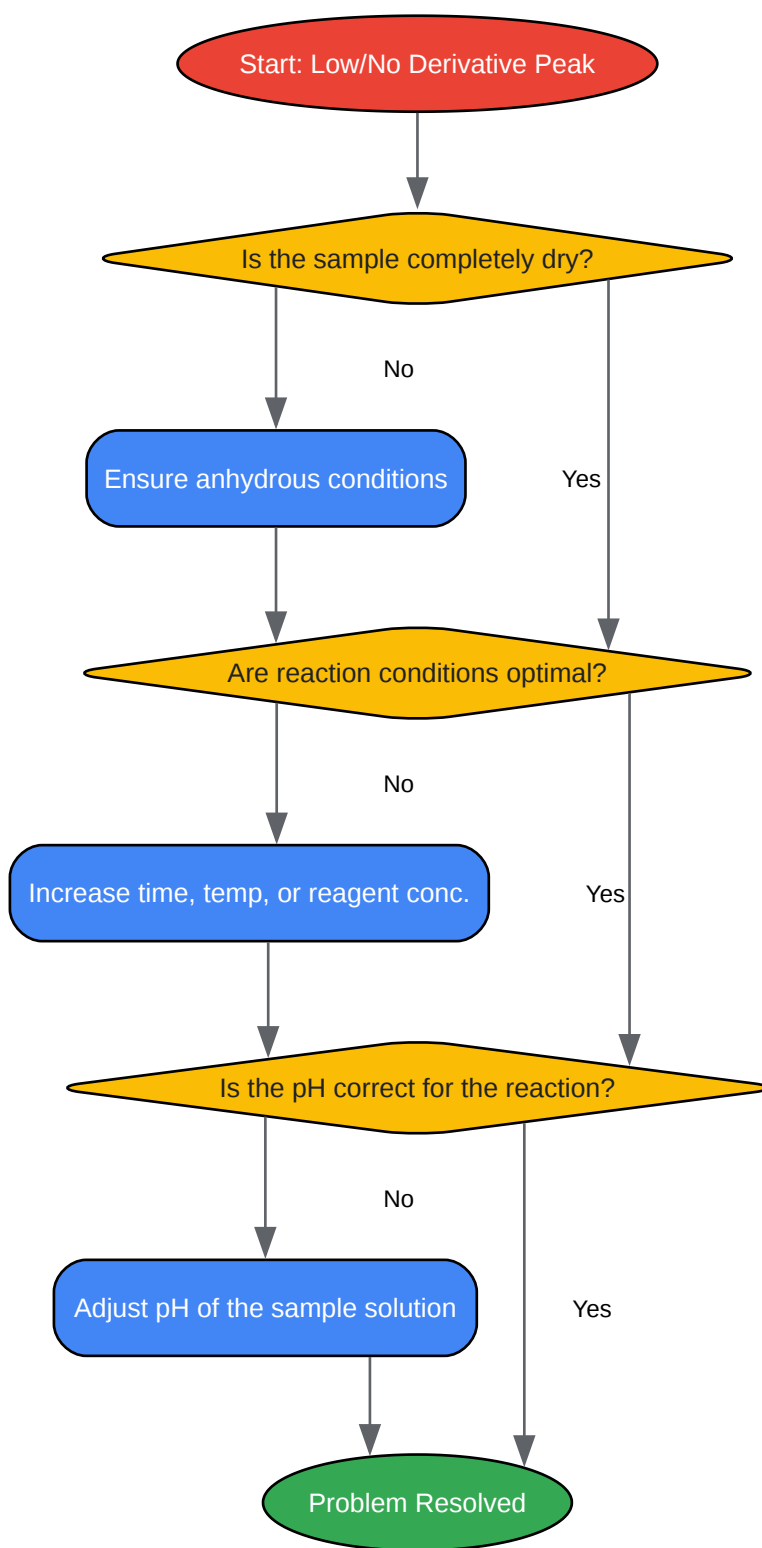 Start: Low/No Derivative Peak
Is the sample completely dry?
No
Ensure anhydrous conditions
Yes
Are reaction conditions optimal?
No
Increase time, temp, or reagent conc.
Yes
Is the pH correct for the reaction?
No
Adjust pH of the sample solution
Yes
Problem Resolved